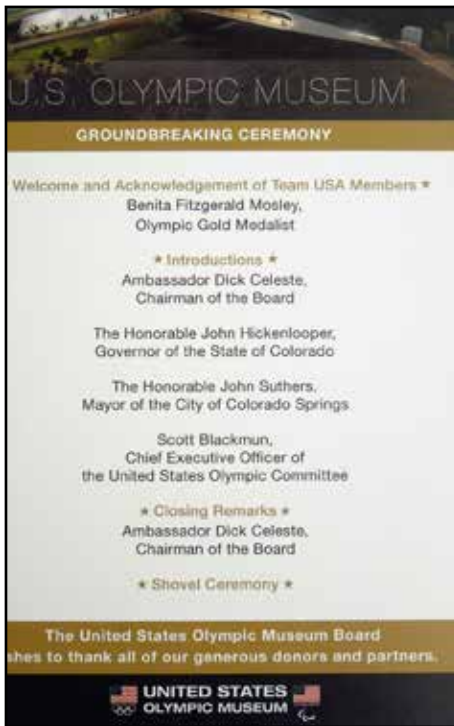 U.S. OLYMPIC MUSEUM
GROUNDBREAKING CEREMONY
Welcome and Acknowledgement of Team USA Members ★
Benita Fitzgerald Mosley,
Olympic Gold Medalist
★ Introductions ★
Ambassador Dick Celeste,
Chairman of the Board
The Honorable John Hickenlooper,
Governor of the State of Colorado
The Honorable John Suthers,
Mayor of the City of Colorado Springs
Scott Blackmun,
Chief Executive Officer of
the United States Olympic Committee
★ Closing Remarks ★
Ambassador Dick Celeste,
Chairman of the Board
★ Shovel Ceremony ★
The United States Olympic Museum Board
shes to thank all of our generous donors and partners.
UNITED STATES
OLYMPIC MUSEUM